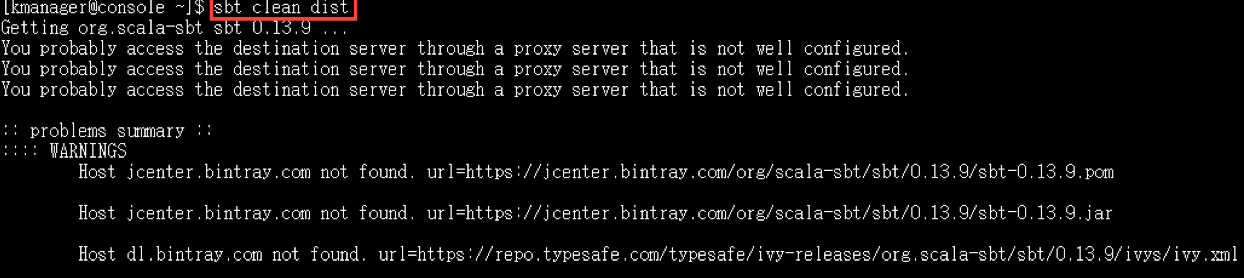 [kmanager@console ~]$ sbt clean dist
Getting org.scala-sbt sbt 0.13.9 ...
You probably access the destination server through a proxy server that is not well configured.
You probably access the destination server through a proxy server that is not well configured.
You probably access the destination server through a proxy server that is not well configured.
:: problems summary ::
:::: WARNINGS
Host jcenter.bintray.com not found. url=https://jcenter.bintray.com/org/scala-sbt/sbt/0.13.9/sbt-0.13.9.pom
Host jcenter.bintray.com not found. url=https://jcenter.bintray.com/org/scala-sbt/sbt/0.13.9/sbt-0.13.9.jar
Host dl.bintray.com not found. url=https://repo.typesafe.com/typesafe/ivy-releases/org.scala-sbt/sbt/0.13.9/ivys/ivy.xml